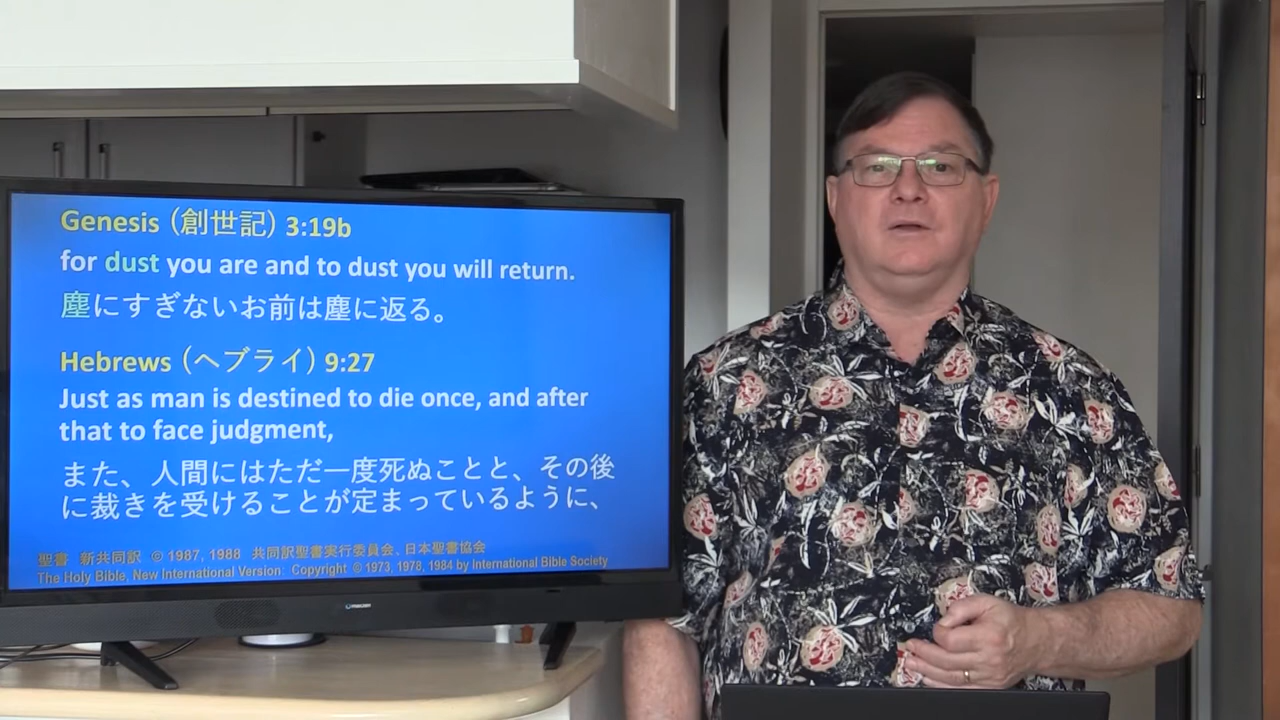 Genesis（創世記）3:19b
for dust you are and to dust you will return.
塵にすぎないお前は塵に返る。
Hebrews（ヘブライ）9:27
Just as man is destined to die once, and after
that to face judgment,
また、人間にはただ一度死ぬことと、その後
に裁きを受けることが定まっているように、
聖書 新共同訳 © 1987, 1988 共同訳聖書実行委員会、日本聖書協会
The Holy Bible, New International Version: Copyright © 1973, 1978, 1984 by International Bible Society